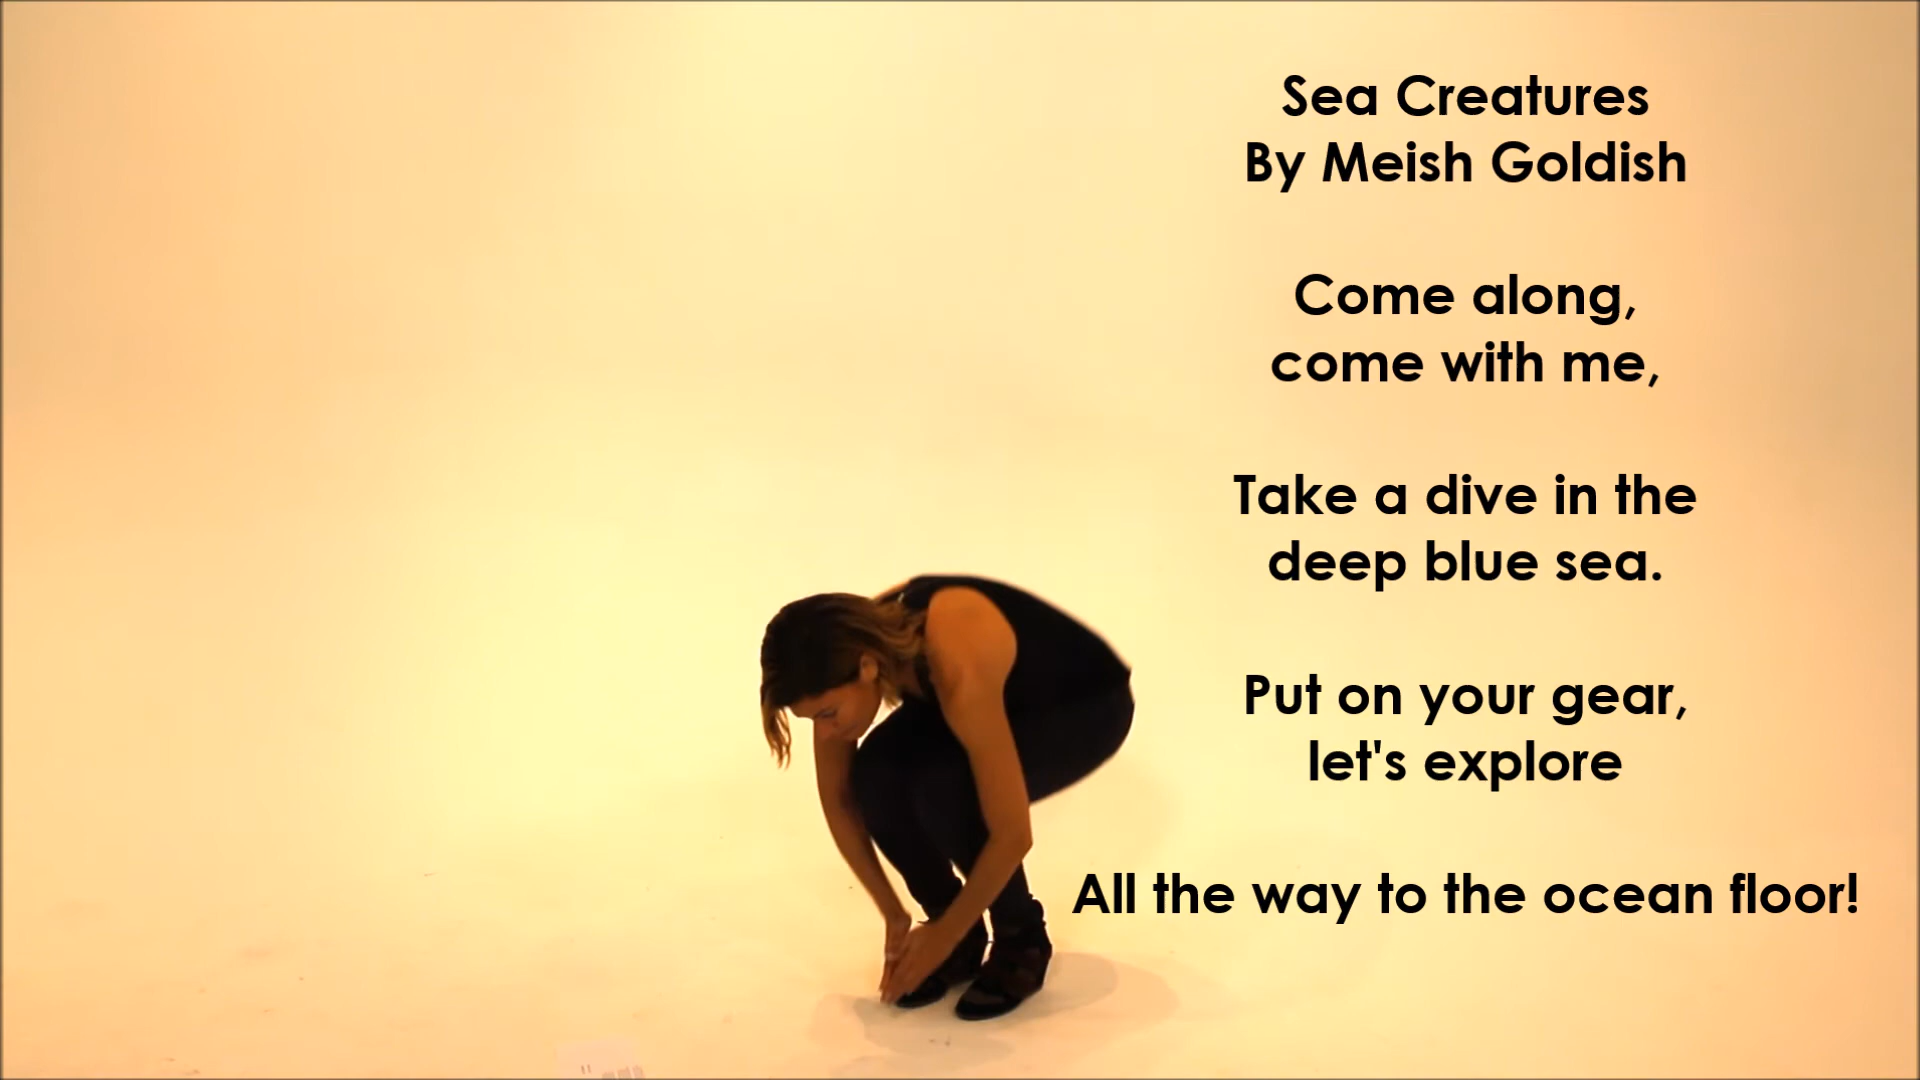 Sea Creatures
By Meish Goldish
Come along,
come with me,
Take a dive in the
deep blue sea.
Put on your gear,
let's explore
All the way to the ocean floor!